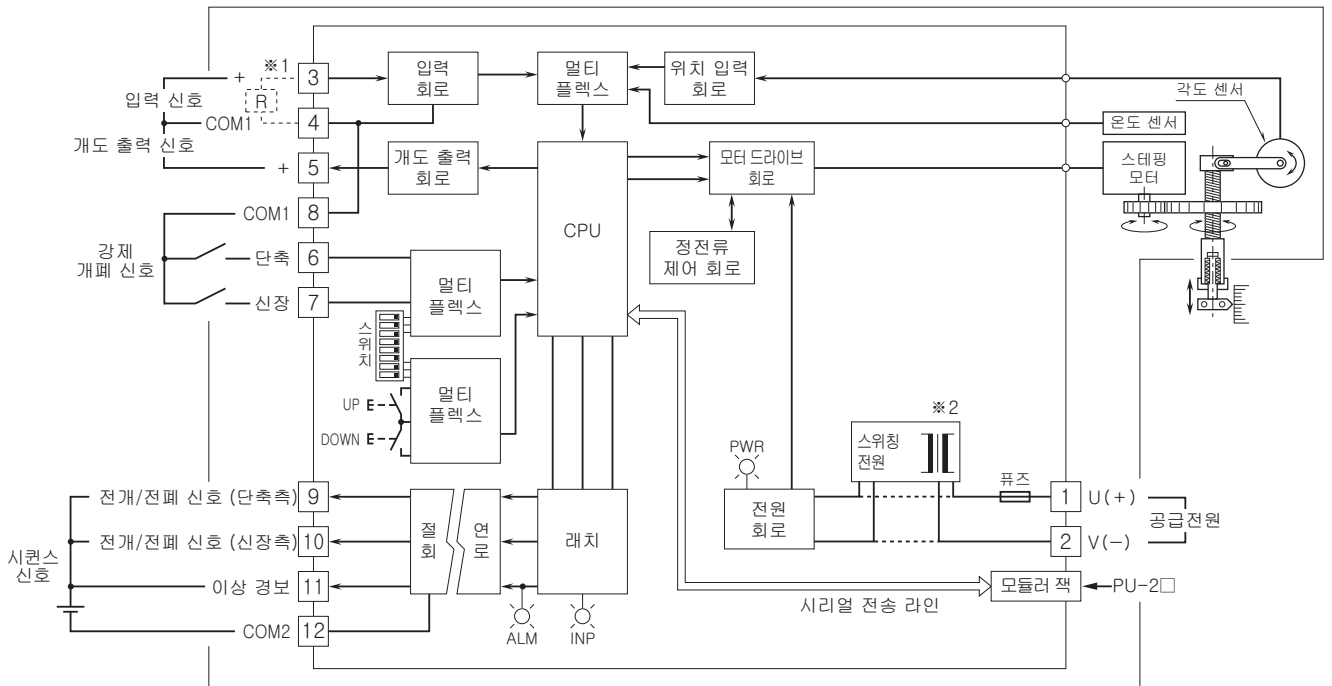 ※1
+
3
입력 신호
R
COM1
4
개도 출력 신호
+
5
COM1
8
강제
개폐 신호
단축
6
신장
7
입력
회로
멀티
플렉스
위치 입력
회로
각도 센서
온도 센서
개도 출력
회로
CPU
모터 드라이브
회로
스테핑
모터
정전류
제어 회로
멀티
플렉스
스위치
멀티
플렉스
UP
DOWN
※2
스위칭
전원
PWR
전원
회로
퓨즈
1
U(+)
공급전원
2
V(−)
시퀀스
신호
전개/전폐 신호 (단축측)
9
전개/전폐 신호 (신장측)
10
이상 경보
11
COM2
12
절 연
회 로
래치
ALM
INP
시리얼 전송 라인
모듈러 잭
PU-2□